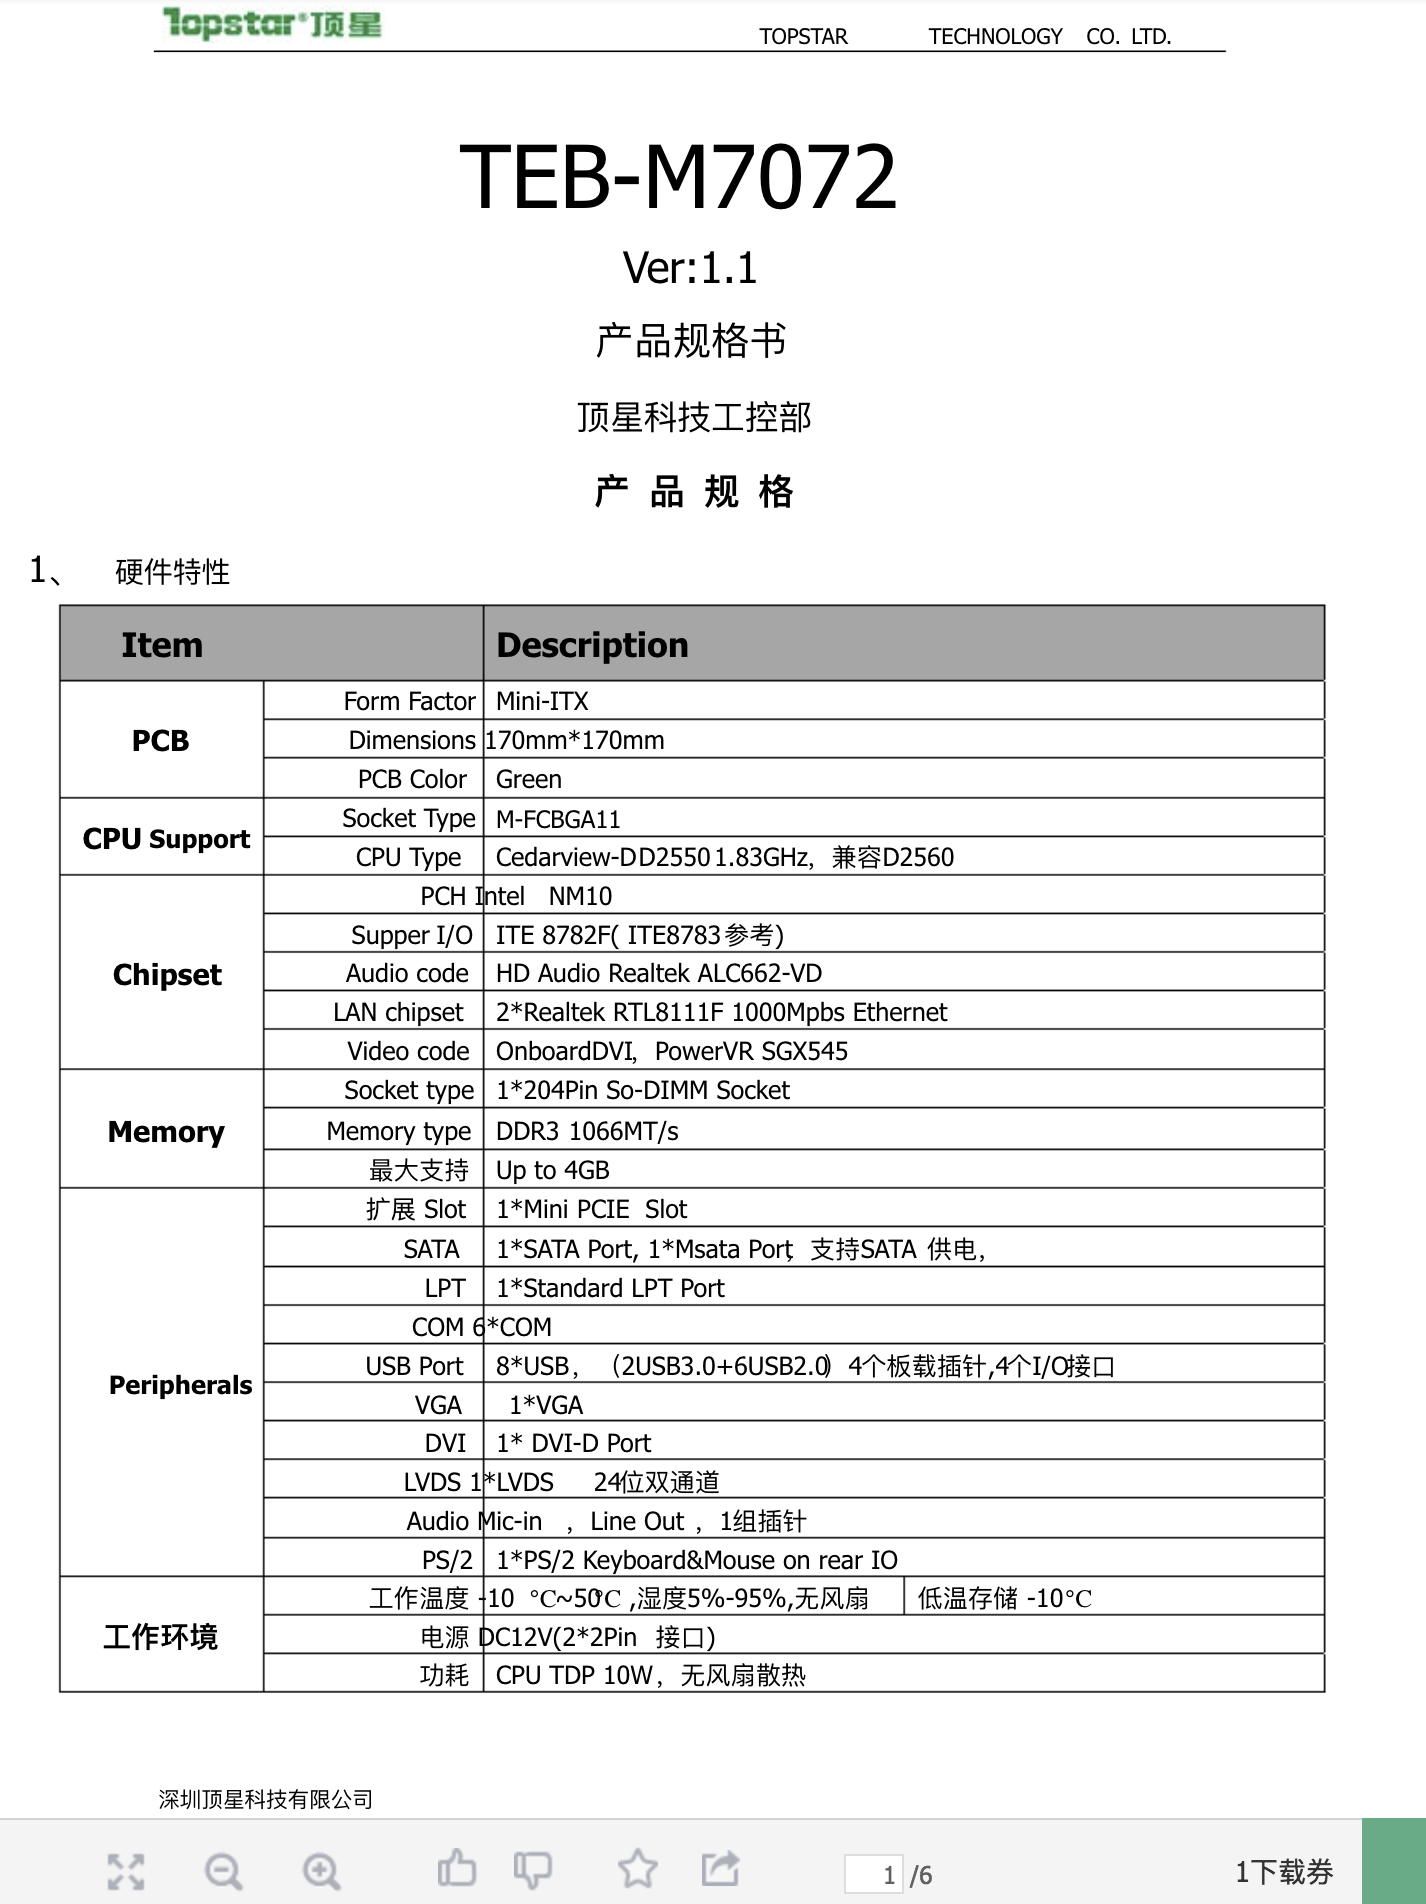 Topstar®顶星
TOPSTAR TECHNOLOGY CO. LTD.
TEB-M7072
Ver:1.1
产品规格书
顶星科技工控部
产 品 规 格
1、 硬件特性
Item Description
PCB
Form Factor Mini-ITX
Dimensions 170mm*170mm
PCB Color Green
CPU Support
Socket Type M-FCBGA11
CPU Type Cedarview-DD2550 1.83GHz，兼容D2560
Chipset
PCH Intel NM10
Supper I/O ITE 8782F( ITE8783参考)
Audio code HD Audio Realtek ALC662-VD
LAN chipset 2*Realtek RTL8111F 1000Mpbs Ethernet
Video code OnboardDVI，PowerVR SGX545
Memory
Socket type 1*204Pin So-DIMM Socket
Memory type DDR3 1066MT/s
最大支持 Up to 4GB
Peripherals
扩展 Slot 1*Mini PCIE Slot
SATA 1*SATA Port, 1*Msata Port，支持SATA 供电，
LPT 1*Standard LPT Port
COM 6*COM
USB Port 8*USB，（2USB3.0+6USB2.0）4个板载插针,4个I/O接口
VGA 1*VGA
DVI 1* DVI-D Port
LVDS 1*LVDS 24位双通道
Audio Mic-in ，Line Out ，1组插针
PS/2 1*PS/2 Keyboard&Mouse on rear IO
工作环境
工作温度 -10 ℃~50℃ ,湿度5%-95%,无风扇 低温存储 -10℃
电源 DC12V(2*2Pin 接口)
功耗 CPU TDP 10W，无风扇散热
深圳顶星科技有限公司
1 /6 1下载券